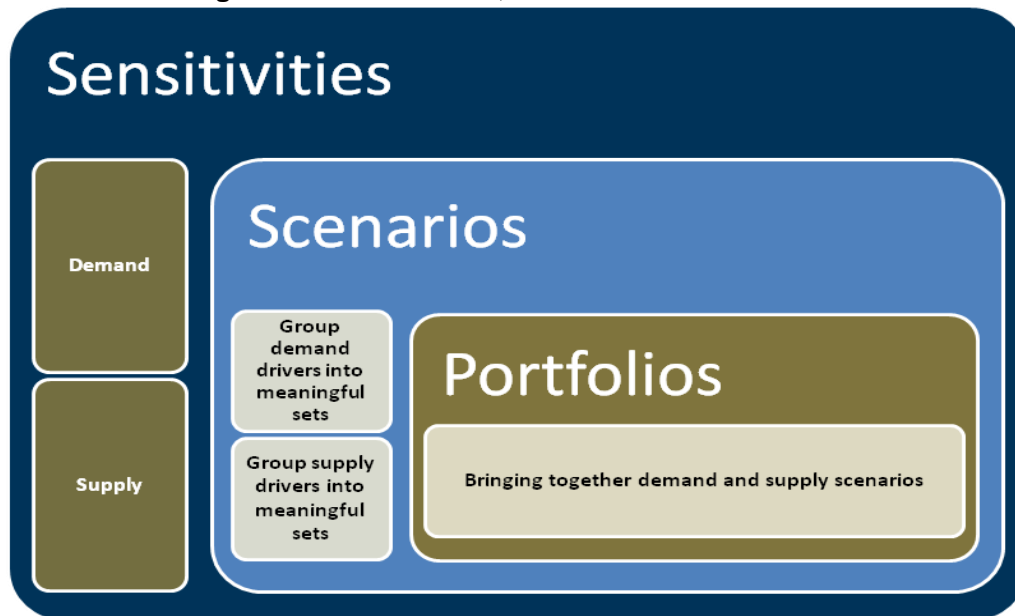 Sensitivities
Demand
Supply
Scenarios
Group
demand
drivers into
meaningful
sets
Group supply
drivers into
meaningful
sets
Portfolios
Bringing together demand and supply scenarios